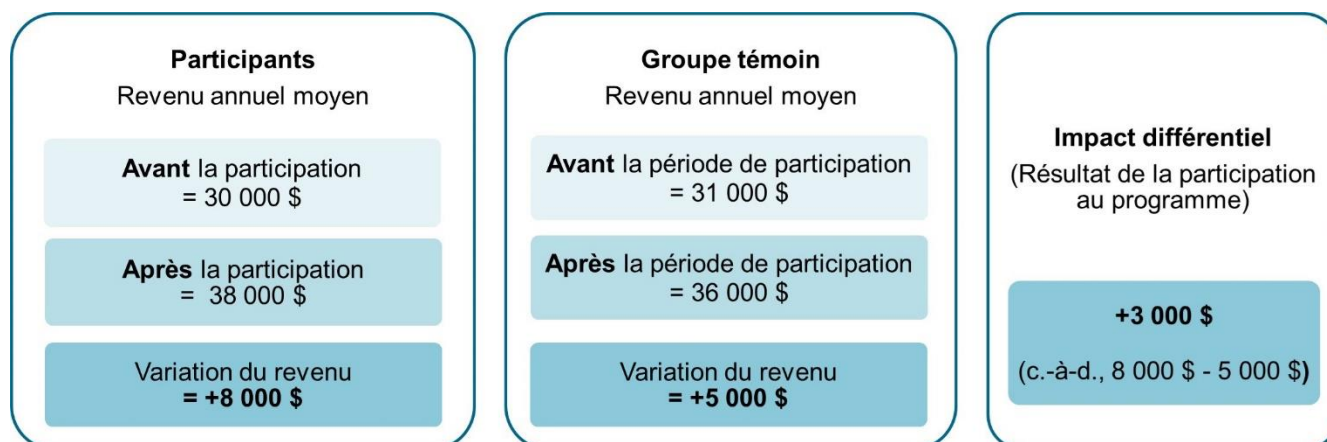 Participants
Revenu annuel moyen
Avant la participation
= 30 000 $
Après la participation
= 38 000 $
Variation du revenu
= +8 000 $
Groupe témoin
Revenu annuel moyen
Avant la période de participation
= 31 000 $
Après la période de participation
= 36 000 $
Variation du revenu
= +5 000 $
Impact différentiel
(Résultat de la participation
au programme)
+3 000 $
(c.-à-d., 8 000 $ - 5 000 $)